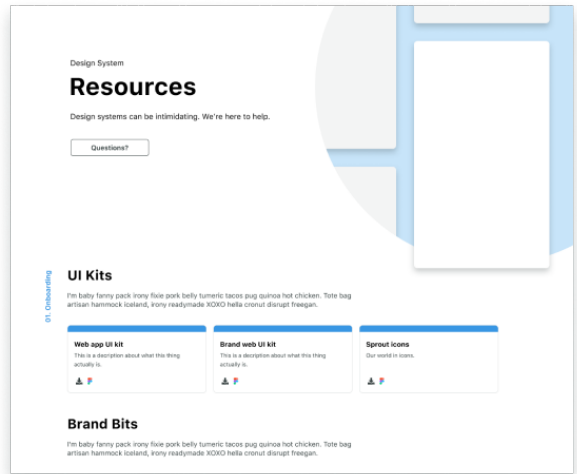 Design System
Resources
Design systems can be intimidating. We're here to help.
Questions?
01. Onboarding
UI Kits
I'm baby fanny pack irony fixie pork belly tumeric tacos pug quinoa hot chicken. Tote bag
artisan hammock iceland, irony readymade XOXO hella cronut disrupt freegan.
Web app UI kit
This is a decription about what this thing
actually is.
Brand web UI kit
This is a decription about what this thing
actually is.
Sprout icons
Our world in icons.
Brand Bits
I'm baby fanny pack irony fixie pork belly tumeric tacos pug quinoa hot chicken. Tote bag
artisan hammock iceland, irony readymade XOXO hella cronut disrupt freegan.